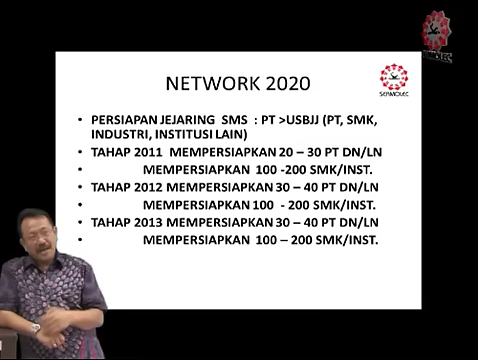 SEAMOLEC
NETWORK 2020
SEAMOLEC
• PERSIAPAN JEJARING SMS : PT >USBJJ (PT, SMK,
INDUSTRI, INSTITUSI LAIN)
• TAHAP 2011 MEMPERSIAPKAN 20 – 30 PT DN/LN
• MEMPERSIAPKAN 100 -200 SMK/INST.
• TAHAP 2012 MEMPERSIAPKAN 30 – 40 PT DN/LN
• MEMPERSIAPKAN 100 - 200 SMK/INST.
• TAHAP 2013 MEMPERSIAPKAN 30 – 40 PT DN/LN
• MEMPERSIAPKAN 100 – 200 SMK/INST.